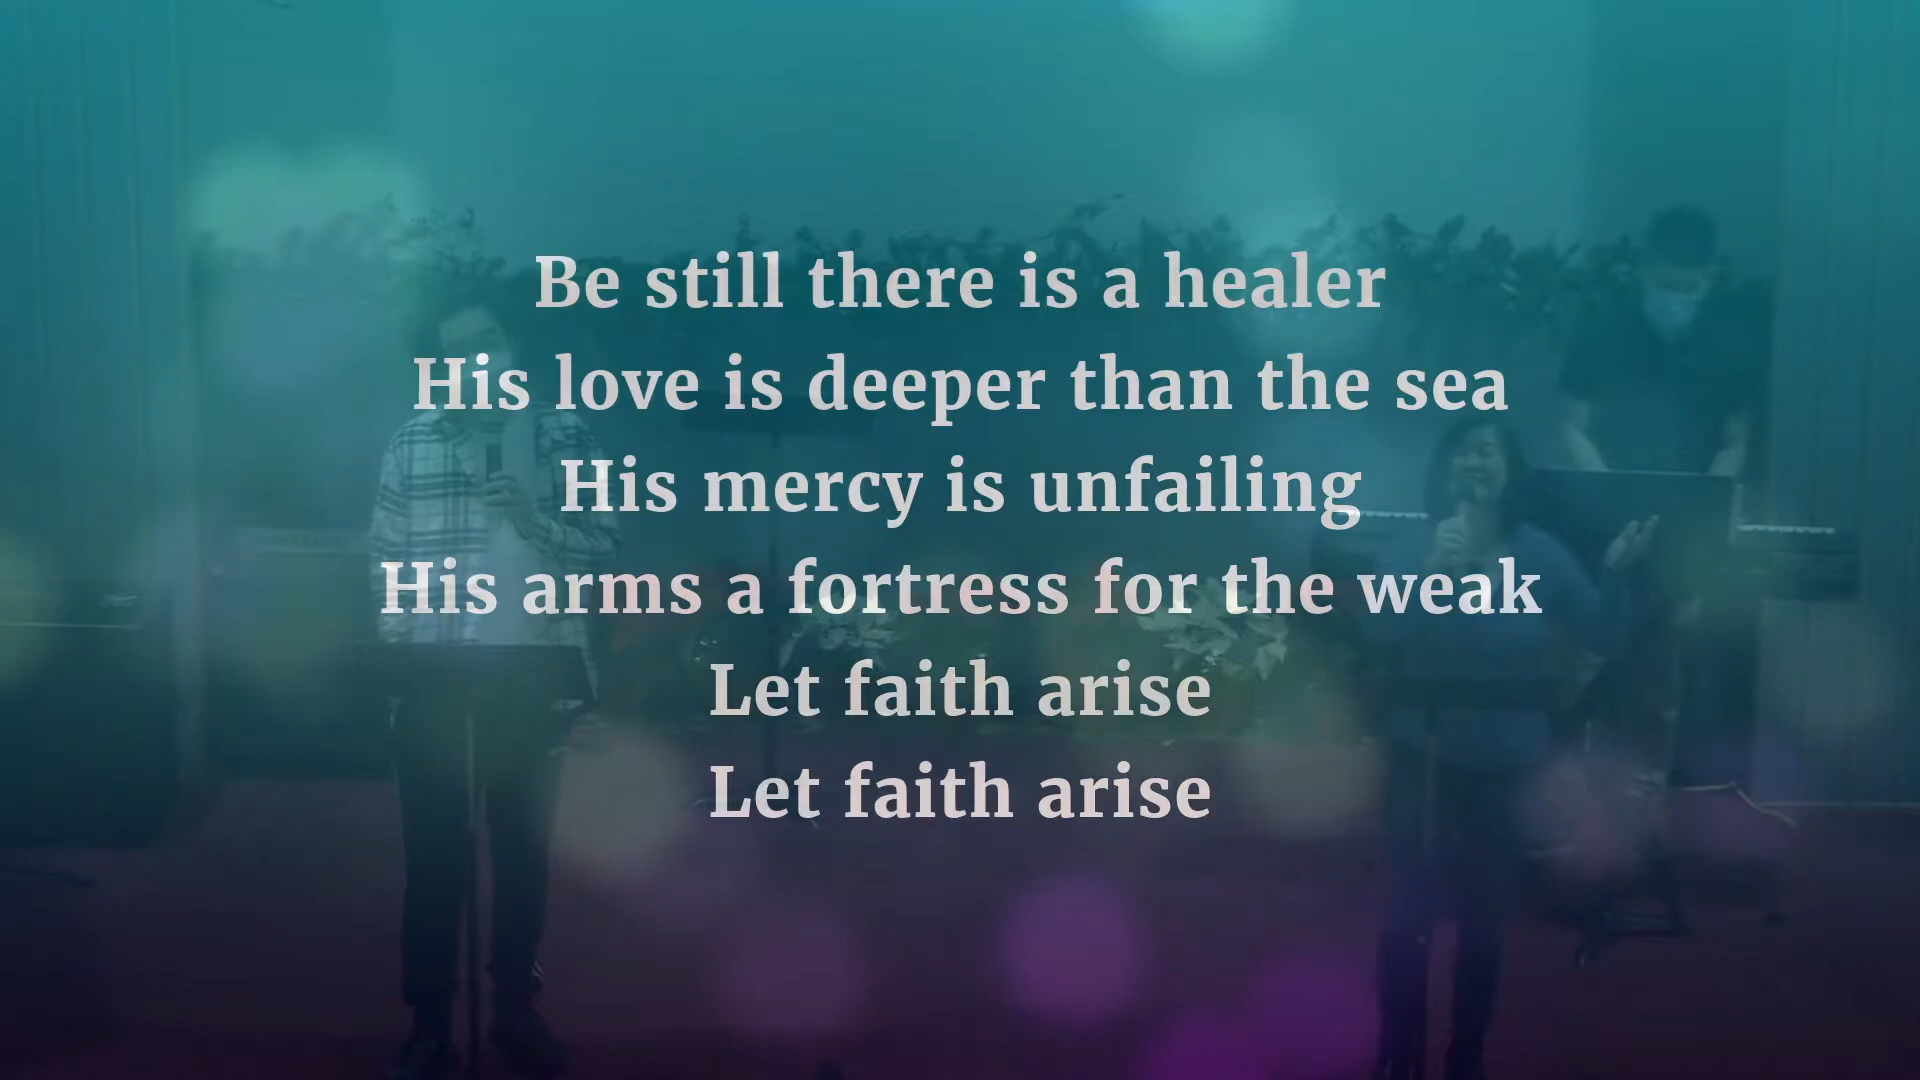 Be still there is a healer
His love is deeper than the sea
His mercy is unfailing
His arms a fortress for the weak
Let faith arise
Let faith arise